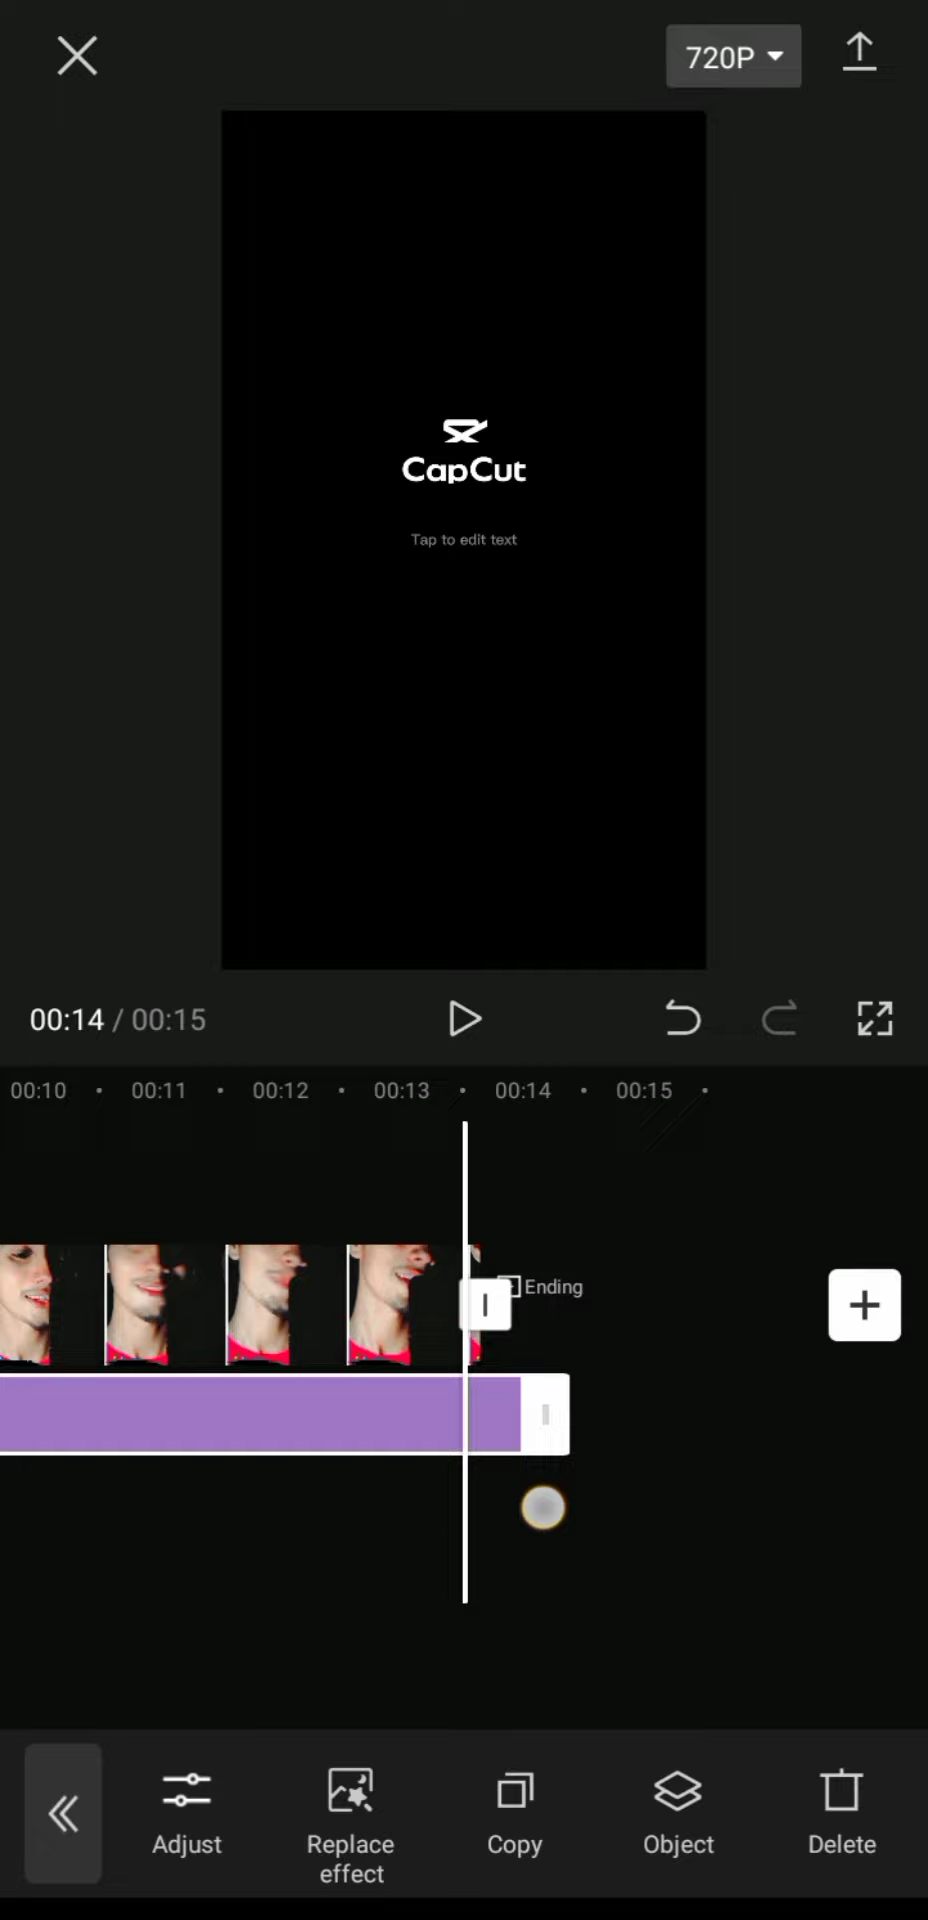 720P
CapCut
Tap to edit text
00:14 / 00:15
00:10 00:11 00:12 00:13 00:14 00:15
Ending
Adjust
Replace
effect
Copy
Object
Delete